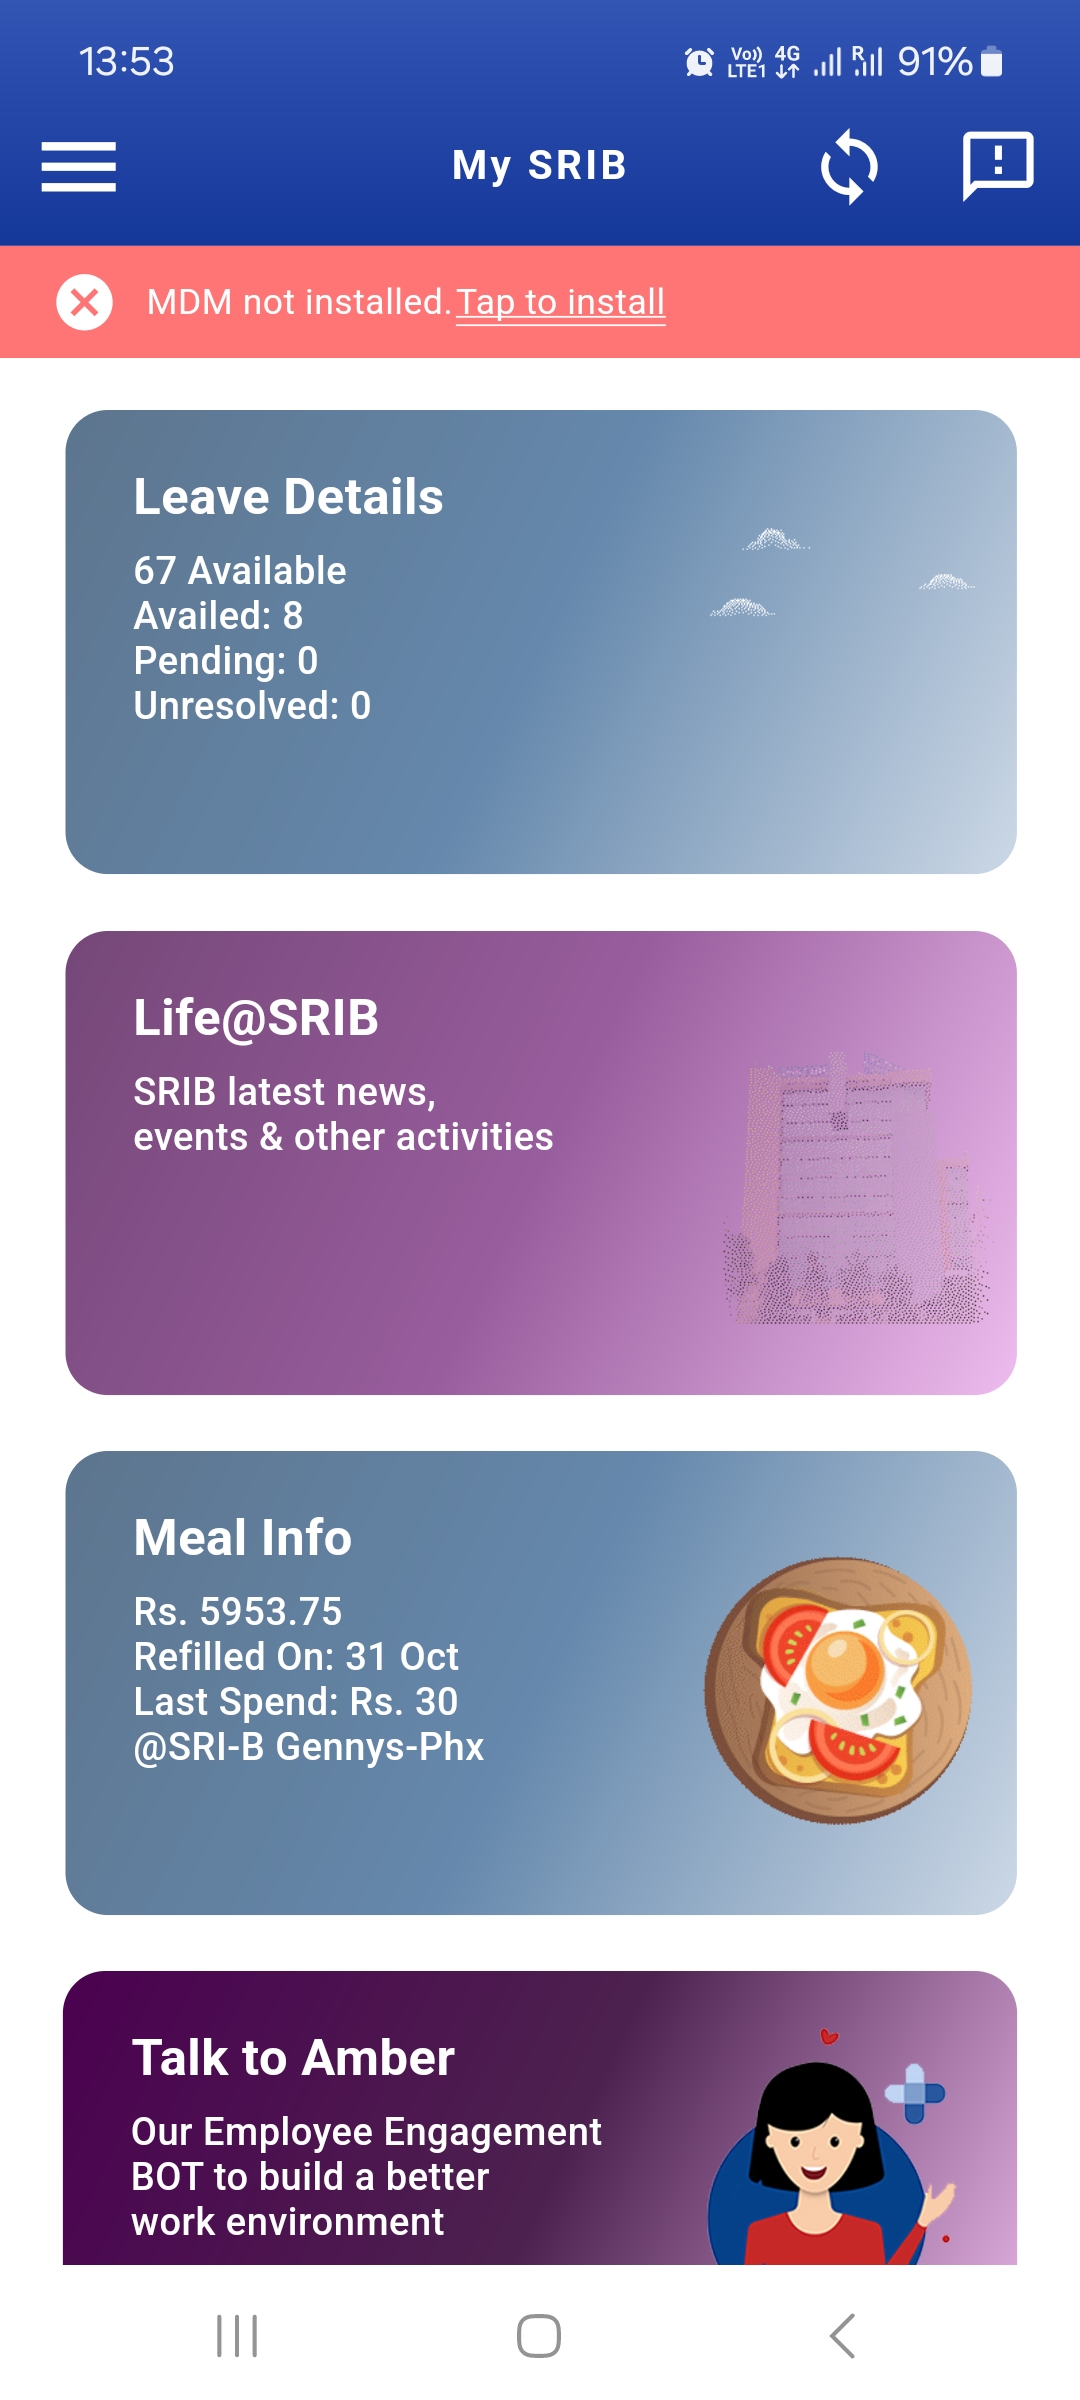 13:53
Vo)) LTE1 4G R 91%
My SRIB
MDM not installed. Tap to install
Leave Details
67 Available
Availed: 8
Pending: 0
Unresolved: 0
Life@SRIB
SRIB latest news,
events & other activities
Meal Info
Rs. 5953.75
Refilled On: 31 Oct
Last Spend: Rs. 30
@SRI-B Gennys-Phx
Talk to Amber
Our Employee Engagement
BOT to build a better
work environment